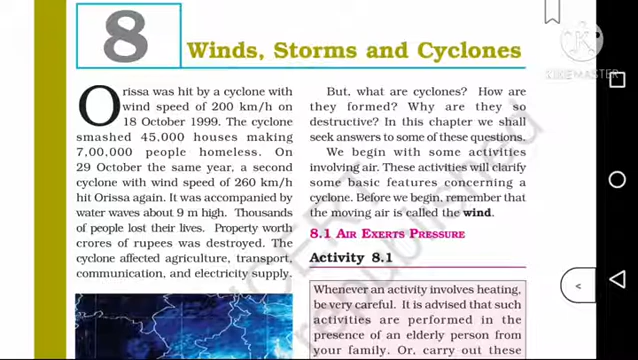 8
Winds, Storms and Cyclones
KINEMASTER
Orissa was hit by a cyclone with
wind speed of 200 km/h on
18 October 1999. The cyclone
smashed 45,000 houses making
7,00,000 people homeless. On
29 October the same year, a second
cyclone with wind speed of 260 km/h
hit Orissa again. It was accompanied by
water waves about 9 m high. Thousands
of people lost their lives. Property worth
crores of rupees was destroyed. The
cyclone affected agriculture, transport,
communication, and electricity supply.
But, what are cyclones? How are
they formed? Why are they so
destructive? In this chapter we shall
seek answers to some of these questions.
We begin with some activities
involving air. These activities will clarify
some basic features concerning a
cyclone. Before we begin, remember that
the moving air is called the wind.
8.1 AIR EXERTS PRESSURE
Activity 8.1
Whenever an activity involves heating,
be very careful. It is advised that such
activities are performed in the
presence of an elderly person from
your family. Or, carry out these
republished